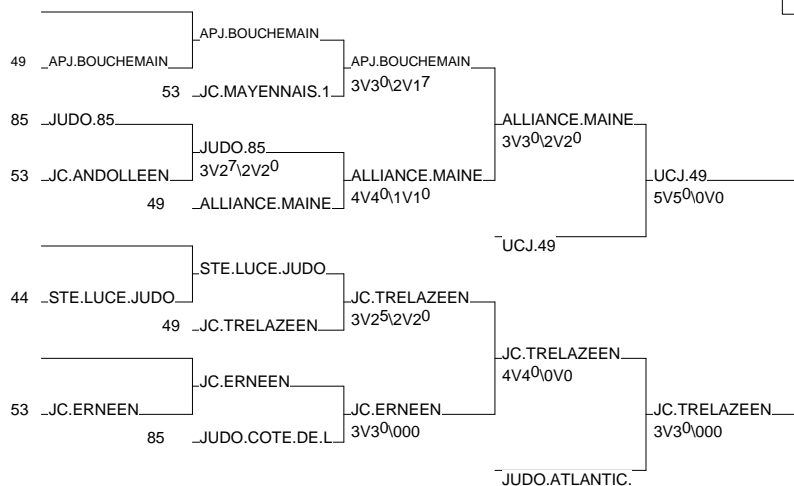 APJ.BOUCHEMAIN
49 APJ.BOUCHEMAIN APJ.BOUCHEMAIN
53 JC.MAYENNAIS.1 3V30\2V17
85 JUDO.85 ALLIANCE.MAINE
JUDO.85 3V30\2V20
3V27\2V20
53 JC.ANDOLLEEN ALLIANCE.MAINE UCJ.49
4V40\1V10 5V50\0V0
49 ALLIANCE.MAINE
UCJ.49
STE.LUCE.JUDO
44 STE.LUCE.JUDO JC.TRELAZEEN
49 JC.TRELAZEEN 3V25\2V20
JC.TRELAZEEN
4V40\0V0
JC.ERNEEN
53 JC.ERNEEN JC.ERNEEN JC.TRELAZEEN
3V30\000 3V30\000
85 JUDO.COTE.DE.L
JUDO.ATLANTIC.